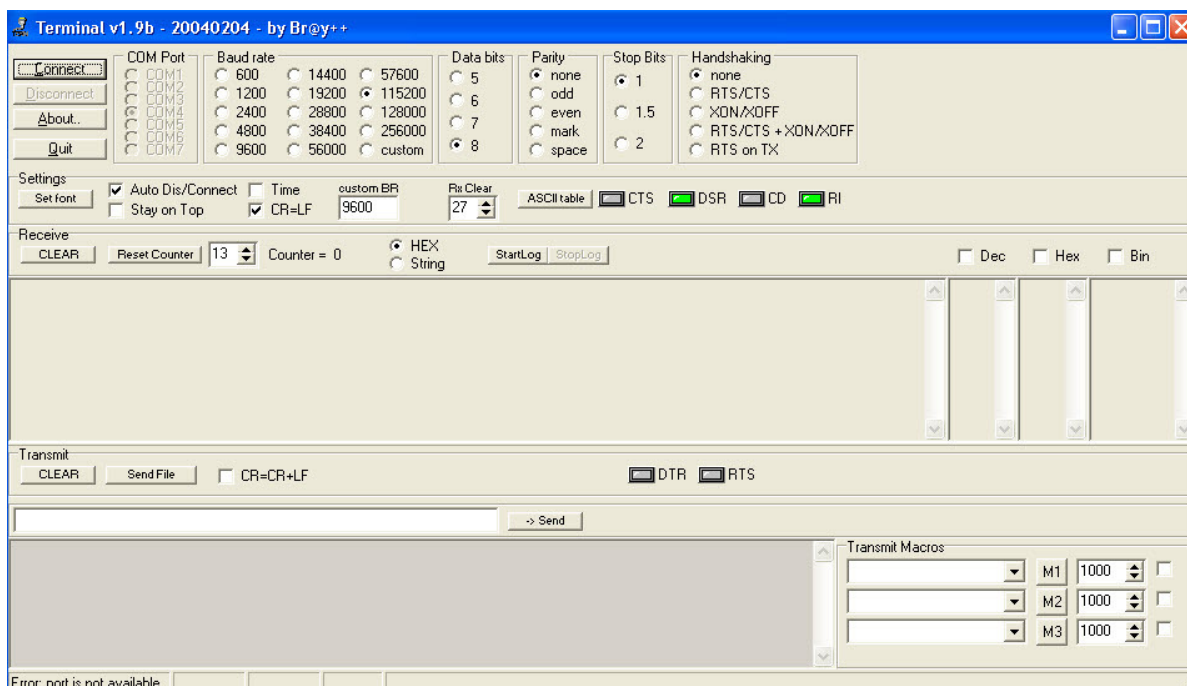 Terminal v1.9b - 20040204 - by Br@y++
Connect
Disconnect
About..
Quit
COM Port
COM1
COM2
COM3
COM4
COM5
COM6
COM7
Baud rate
600 14400 57600
1200 19200 115200
2400 28800 128000
4800 38400 256000
9600 56000 custom
Data bits
5
6
7
8
Parity
none
odd
even
mark
space
Stop Bits
1
1.5
2
Handshaking
none
RTS/CTS
XON/XOFF
RTS/CTS + XON/XOFF
RTS on TX
Settings
Set font
Auto Dis/Connect
Stay on Top
Time
CR=LF
custom BR
9600
Rx Clear
27
ASCII table
CTS DSR CD RI
Receive
CLEAR Reset Counter 13 Counter = 0
HEX
String
StartLog StopLog
Dec Hex Bin
Transmit
CLEAR Send File CR=CR+LF DTR RTS
-> Send
Transmit Macros
M1 1000
M2 1000
M3 1000
Error: port is not available